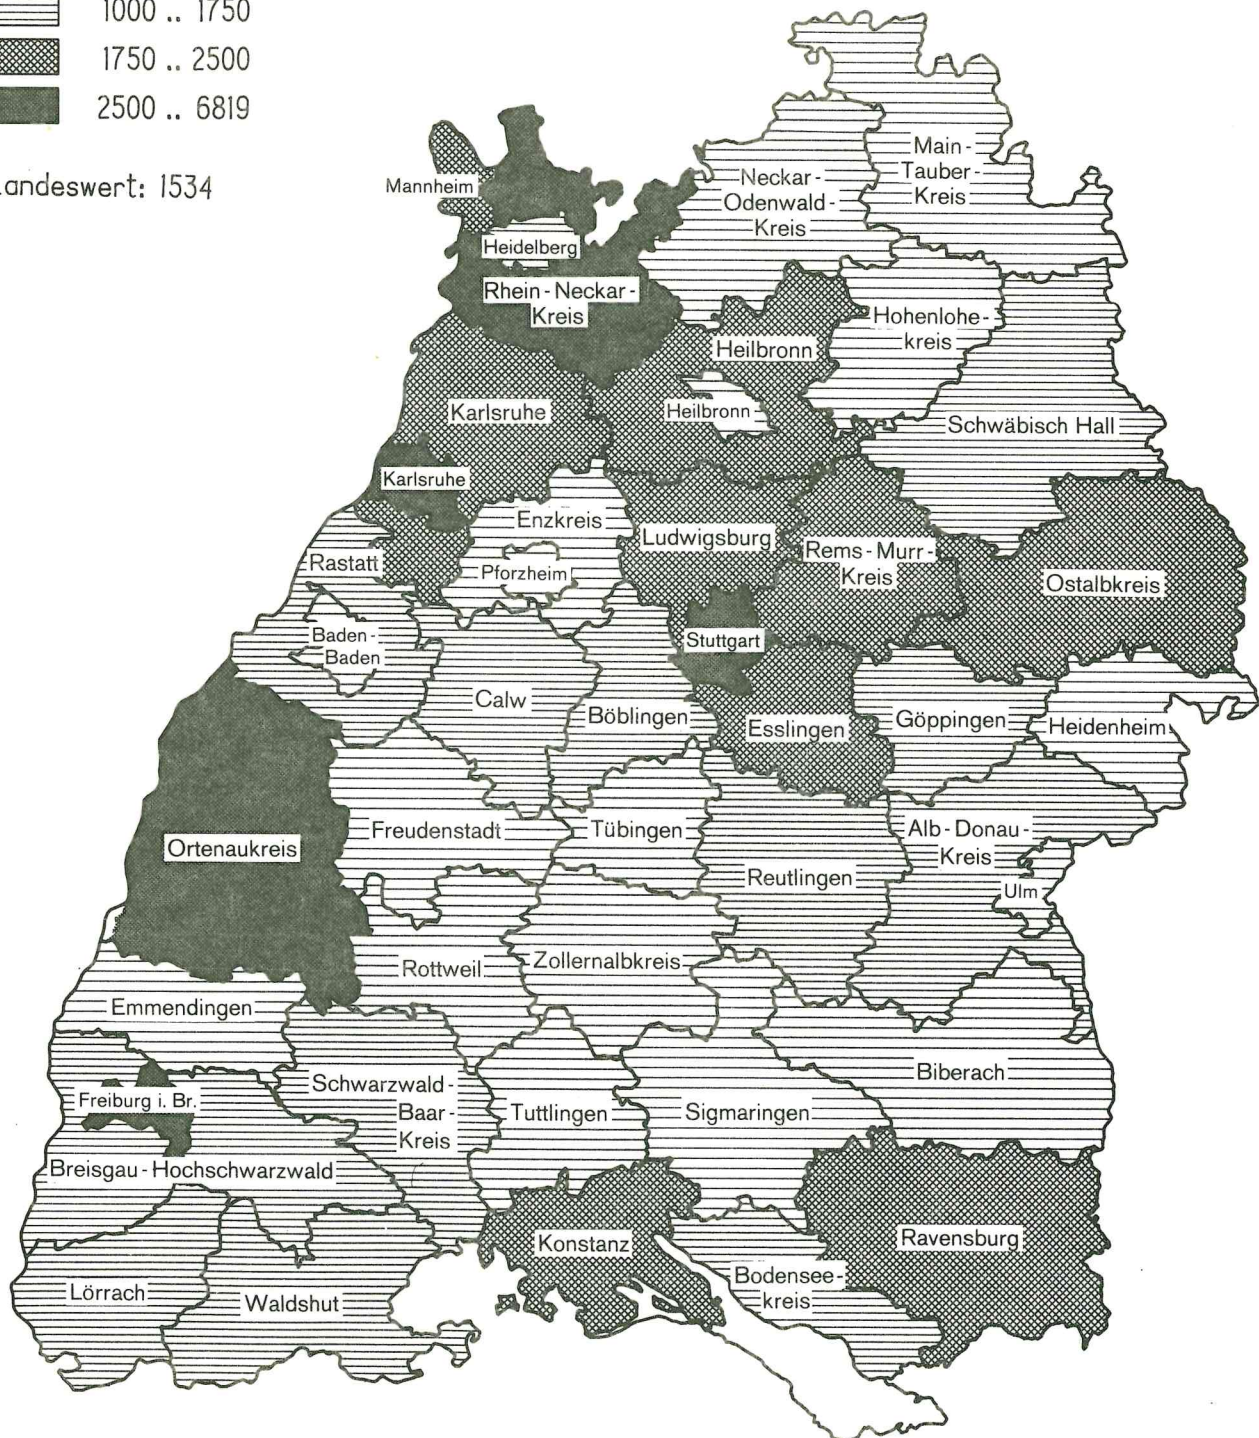 1000 .. 1750
1750 .. 2500
2500 .. 6819
andeswert: 1534
Main-
Tauber-
Kreis
Neckar-
Odenwald-
Kreis
Mannheim
Heidelberg
Rhein-Neckar-
Kreis
Hohenlohe-
kreis
Heilbronn
Heilbronn
Karlsruhe
Schwäbisch Hall
Karlsruhe
Enzkreis
Ludwigsburg
Rems-Murr-
Kreis
Rastatt
Pforzheim
Ostalbkreis
Baden-
Baden
Stuttgart
Calw
Böblingen
Esslingen
Göppingen
Heidenheim
Freudenstadt
Tübingen
Alb-Donau-
Kreis
Ortenaukreis
Reutlingen
Ulm
Rottweil
Zollernalbkreis
Emmendingen
Biberach
Schwarzwald-
Baar-
Kreis
Freiburg i. Br.
Tuttlingen
Sigmaringen
Breisgau-Hochschwarzwald
Konstanz
Ravensburg
Bodensee-
kreis
Lörrach
Waldshut